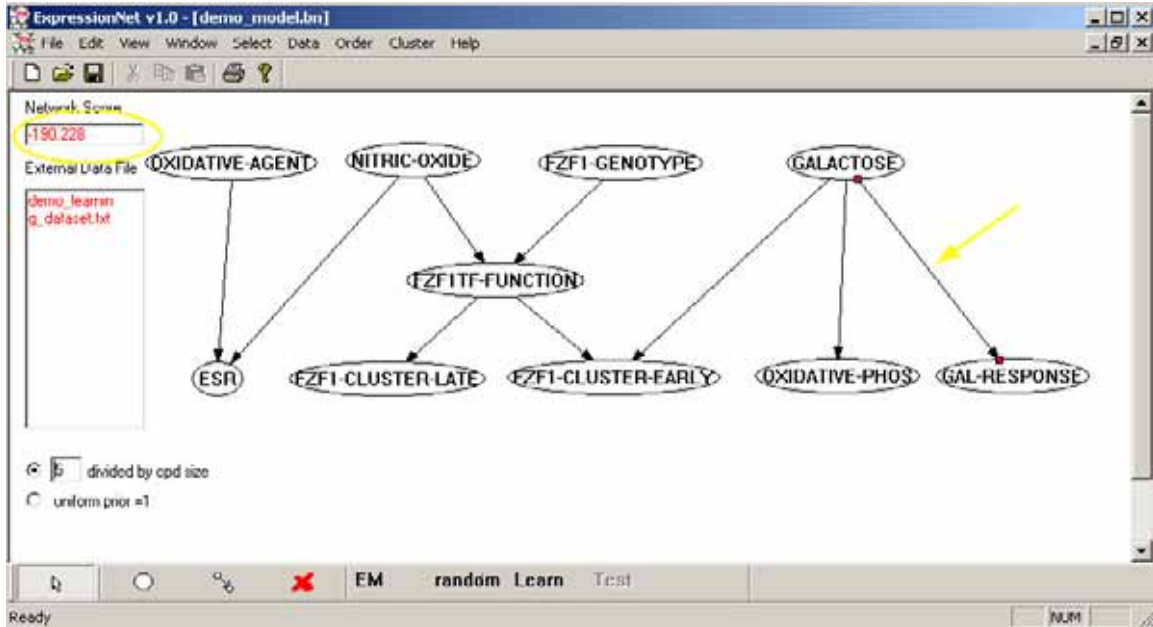 ExpressionNet v1.0 - [demo_model.bn]
File Edit View Window Select Data Order Cluster Help
Network Score
-190.228
External Data File
demo_learnin
g_dataset.txt
OXIDATIVE-AGENT NITRIC-OXIDE FZF1-GENOTYPE GALACTOSE
FZF1TF-FUNCTION
ESR FZF1-CLUSTER-LATE FZF1-CLUSTER-EARLY OXIDATIVE-PHOS GAL-RESPONSE
5 divided by cpd size
uniform prior =1
EM random Learn Test
Ready NUM